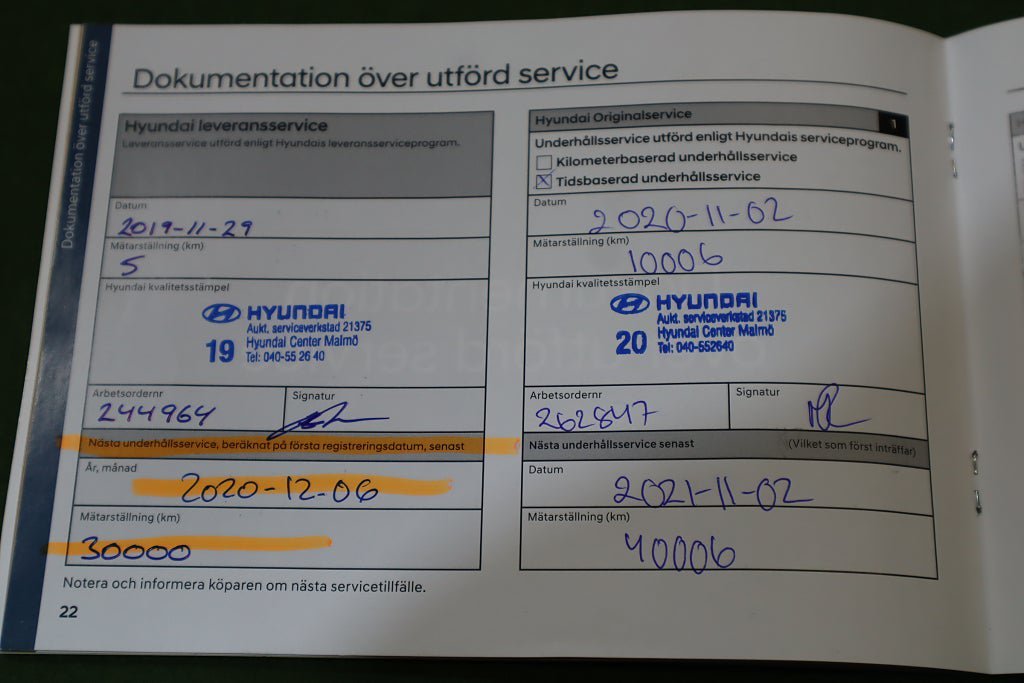 Dokumentation över utförd service
Dokumentation över utförd service
Hyundai leveransservice
Leveransservice utförd enligt Hyundais leveransserviceprogram.
Datum
2019-11-29
Mätarställning (km)
5
Hyundai kvalitetsstämpel
HYUNDAI
Aukt. serviceverkstad 21375
19 Hyundai Center Malmö
Tel: 040-55 26 40
Arbetsordernr
244964
Signatur
Nästa underhållsservice, beräknat på första registreringsdatum, senast
År, månad
2020-12-06
Mätarställning (km)
30000
Notera och informera köparen om nästa servicetillfälle.
22
Hyundai Originalservice
1
Underhållsservice utförd enligt Hyundais serviceprogram.
Kilometerbaserad underhållsservice
Tidsbaserad underhållsservice
Datum
2020-11-02
Mätarställning (km)
10006
Hyundai kvalitetsstämpel
HYUNDAI
Aukt. serviceverkstad 21375
20 Hyundai Center Malmö
Tel: 040-552640
Arbetsordernr
262847
Signatur
Nästa underhållsservice senast (Vilket som först inträffar)
Datum
2021-11-02
Mätarställning (km)
40006